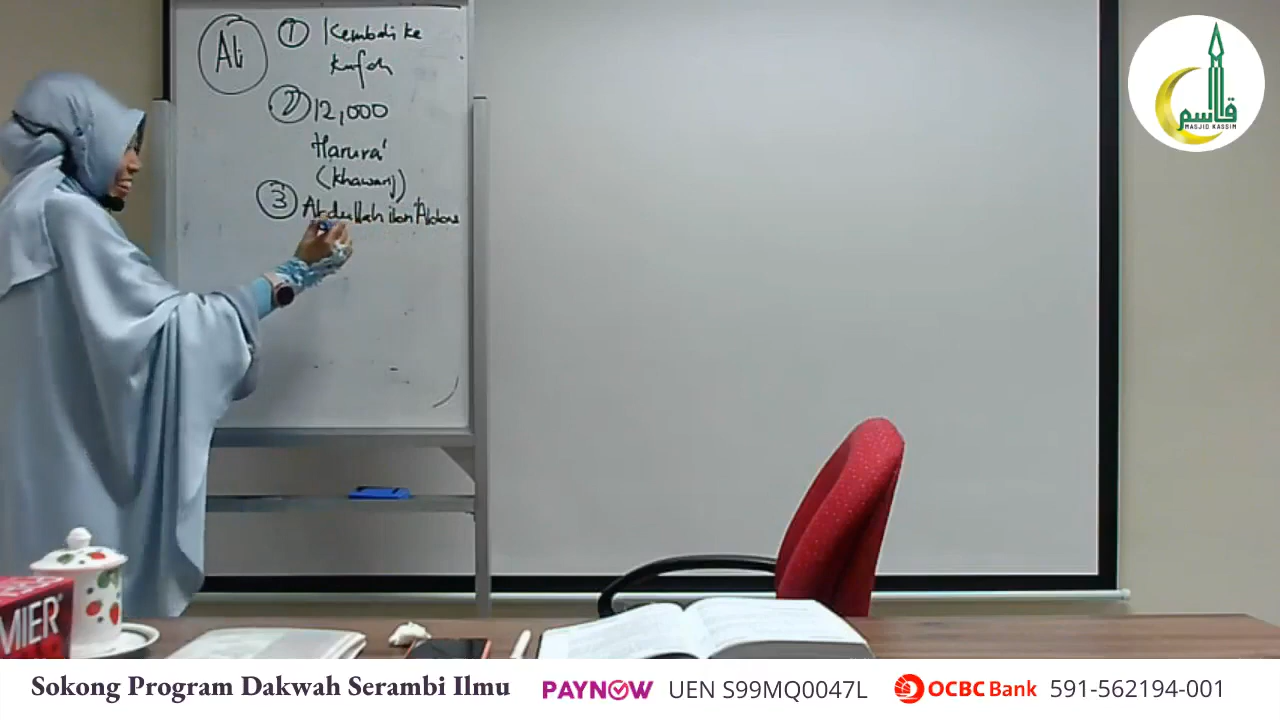 Ali
① Kembali ke
Kufah
② 12,000
Harura'
(Khawarij)
③ Abdullah ibn Abbas
قاسم
MASJID KASSIM
MIER®
Sokong Program Dakwah Serambi Ilmu
PAYNOW
UEN S99MQ0047L
OCBC Bank
591-562194-001